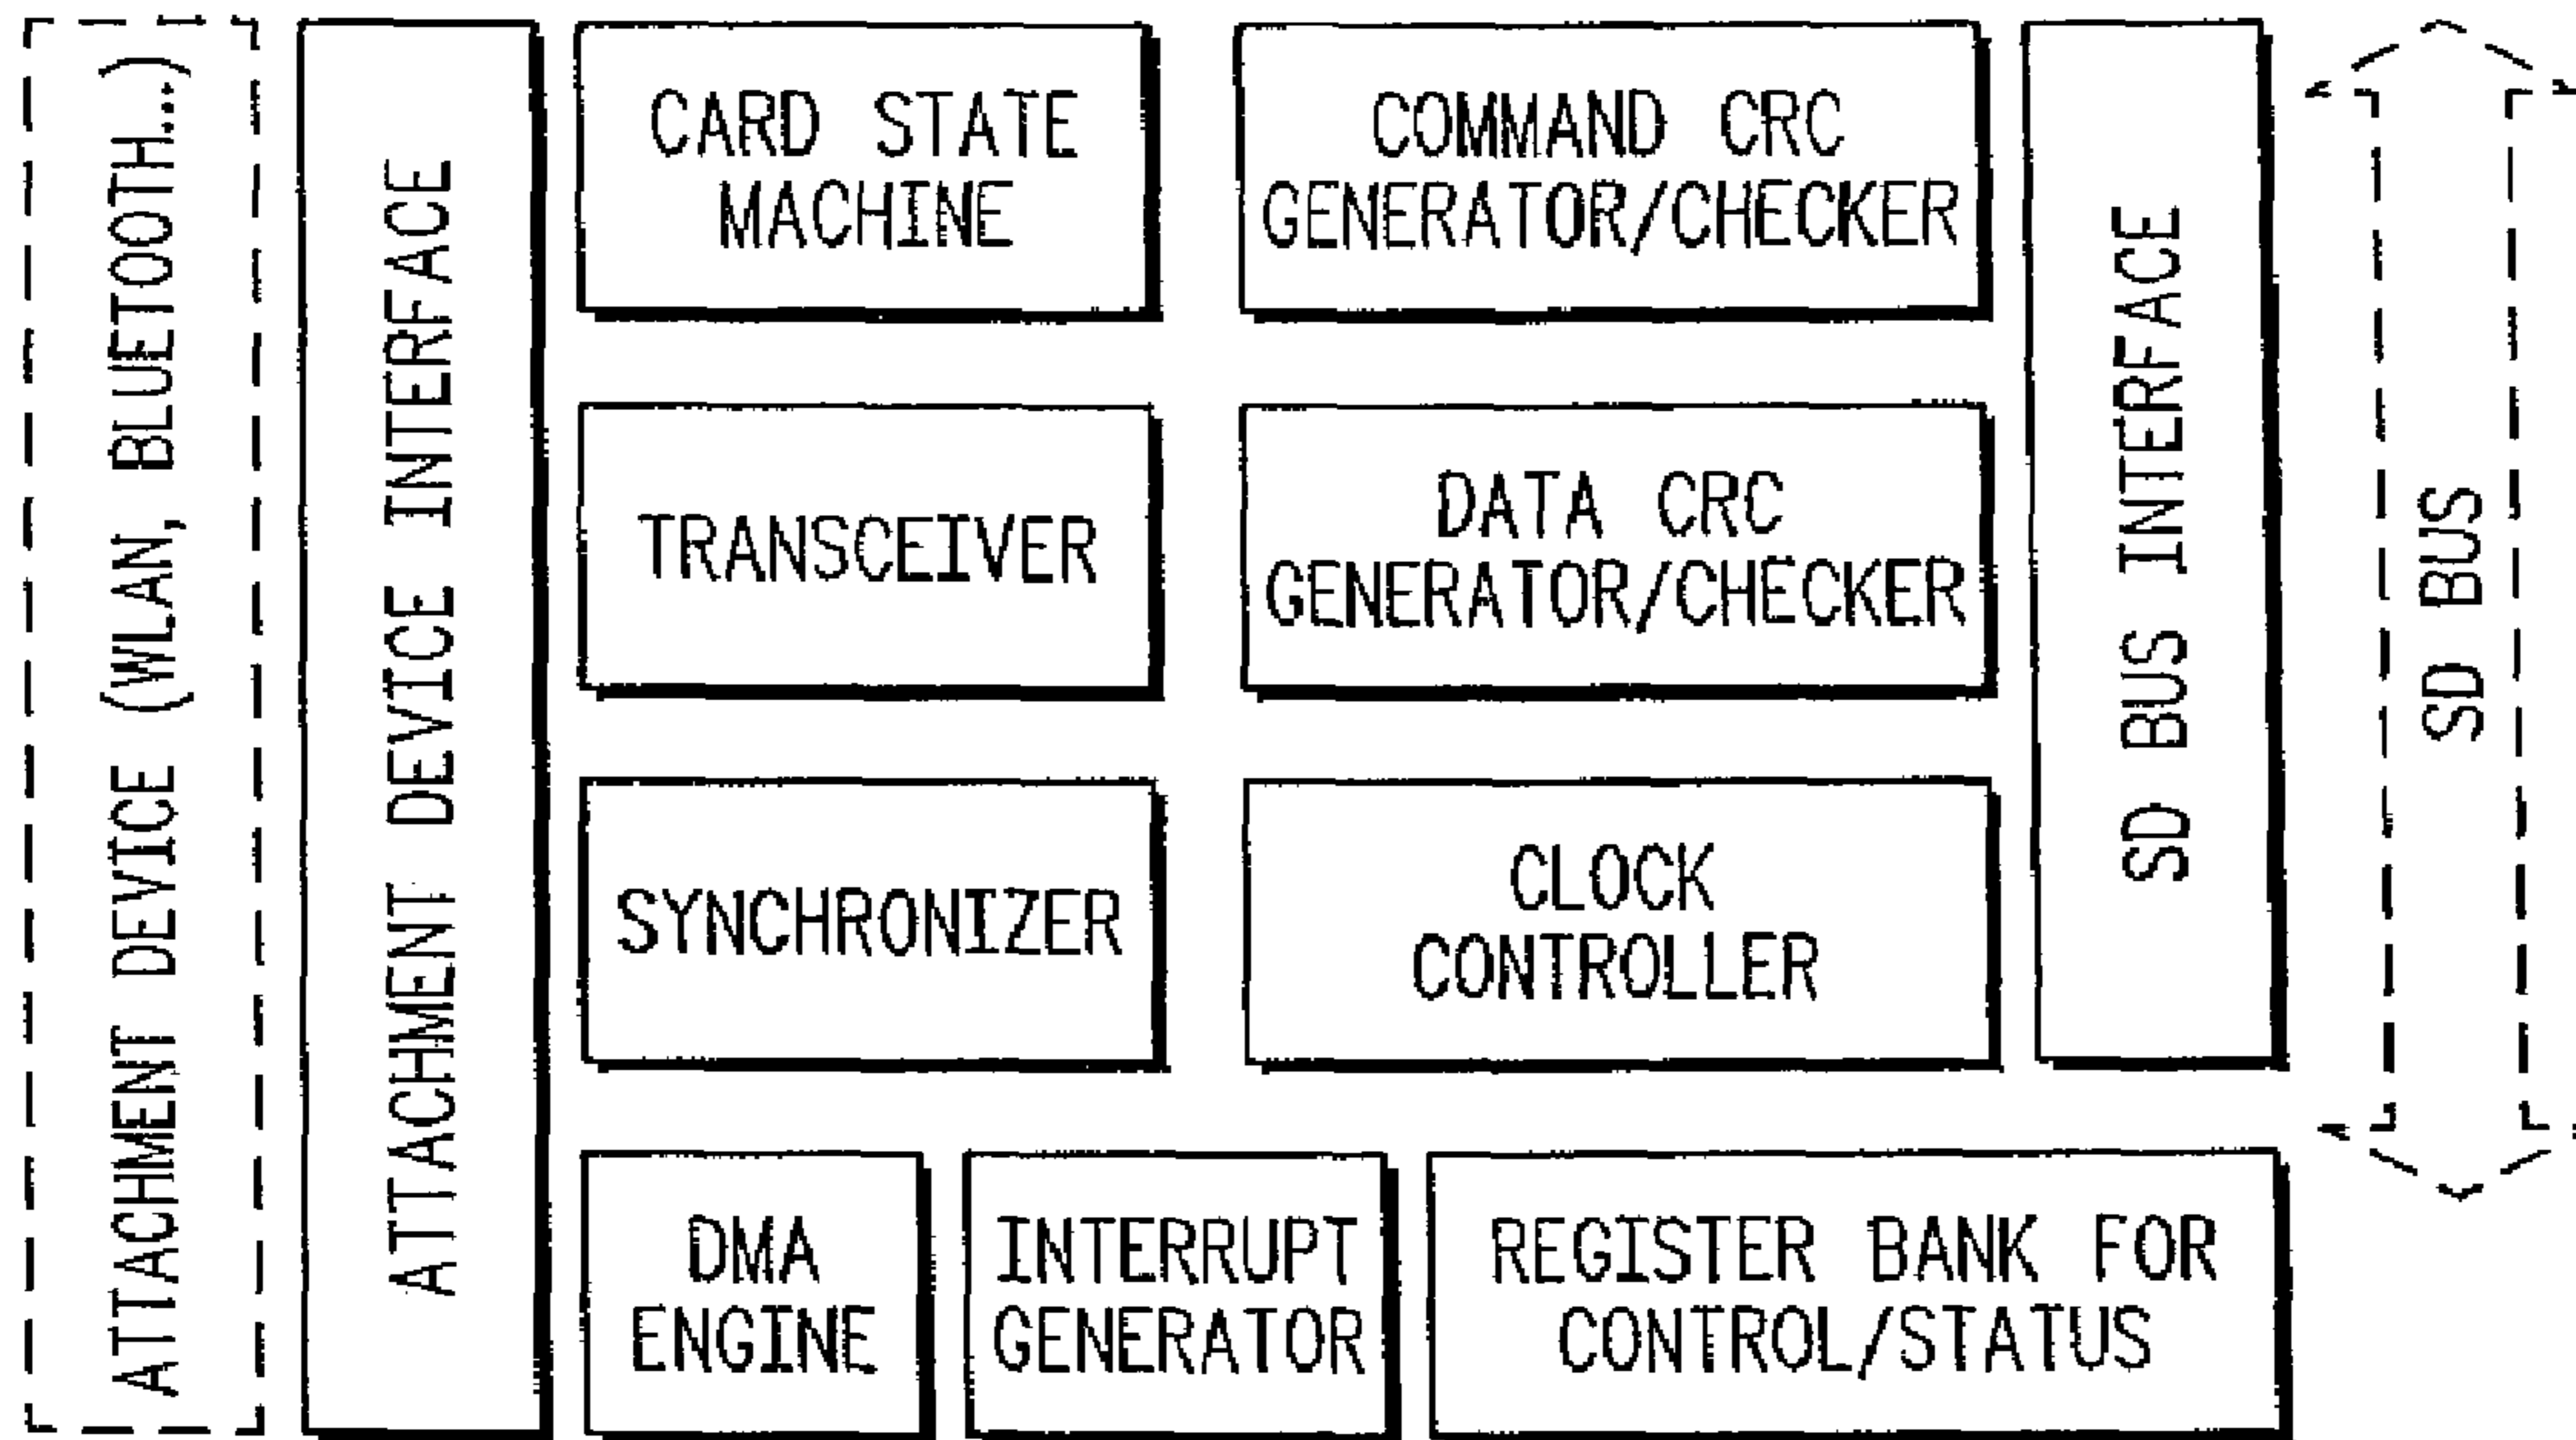 ATTACHMENT DEVICE (WLAN, BLUETOOTH...)
ATTACHMENT DEVICE INTERFACE
CARD STATE
MACHINE
COMMAND CRC
GENERATOR/CHECKER
TRANSCEIVER
DATA CRC
GENERATOR/CHECKER
SYNCHRONIZER
CLOCK
CONTROLLER
DMA
ENGINE
INTERRUPT
GENERATOR
REGISTER BANK FOR
CONTROL/STATUS
SD BUS INTERFACE
SD BUS